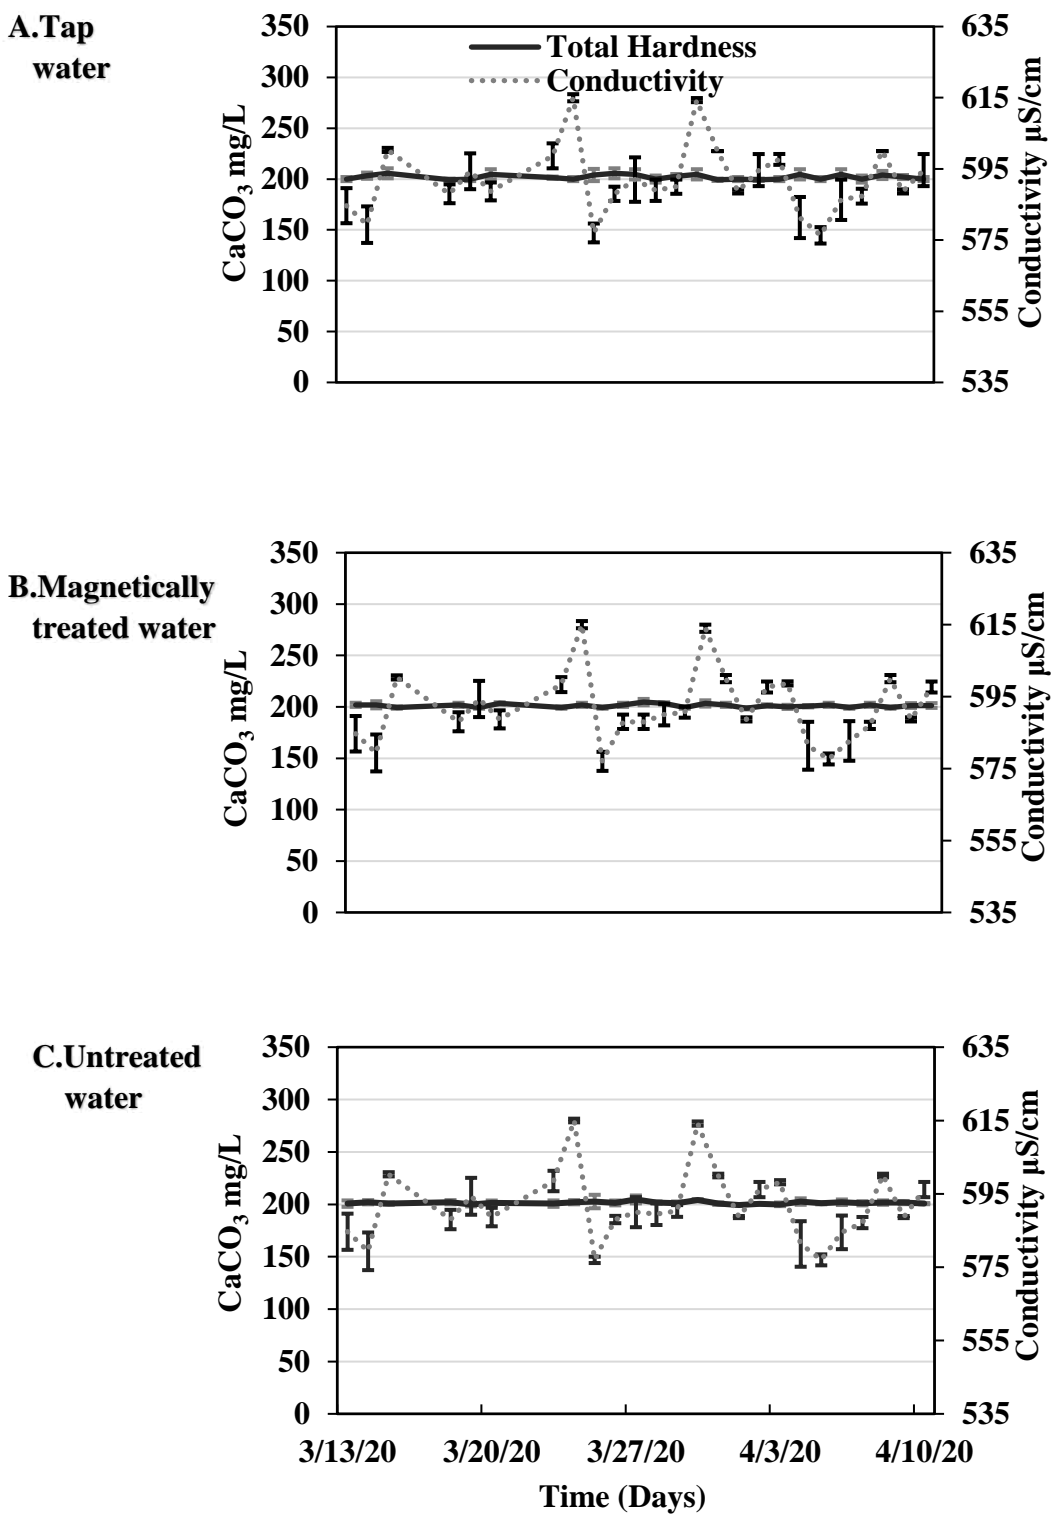 A.Tap
water
Total Hardness
Conductivity
350
300
250
200
150
100
50
0
CaCO₃ mg/L
635
615
595
575
555
535
Conductivity µS/cm
B.Magnetically
treated water
350
300
250
200
150
100
50
0
CaCO₃ mg/L
635
615
595
575
555
535
Conductivity µS/cm
C.Untreated
water
350
300
250
200
150
100
50
0
CaCO₃ mg/L
635
615
595
575
555
535
Conductivity µS/cm
3/13/20 3/20/20 3/27/20 4/3/20 4/10/20
Time (Days)